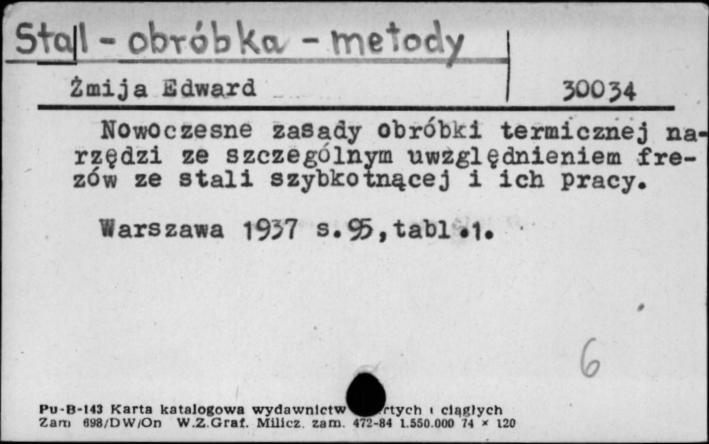 Stal - obróbka - metody
Żmija Edward 30034
Nowoczesne zasady obróbki termicznej na-
rzędzi ze szczególnym uwzględnieniem fre-
zów ze stali szybkotnącej i ich pracy.
Warszawa 1937 s.95,tabl.1.
6
Pu-B-143 Karta katalogowa wydawnictw i ciągłych
Zam 698/DW/On W.Z.Graf. Milicz. zam. 472-84 1.550.000 74 × 120